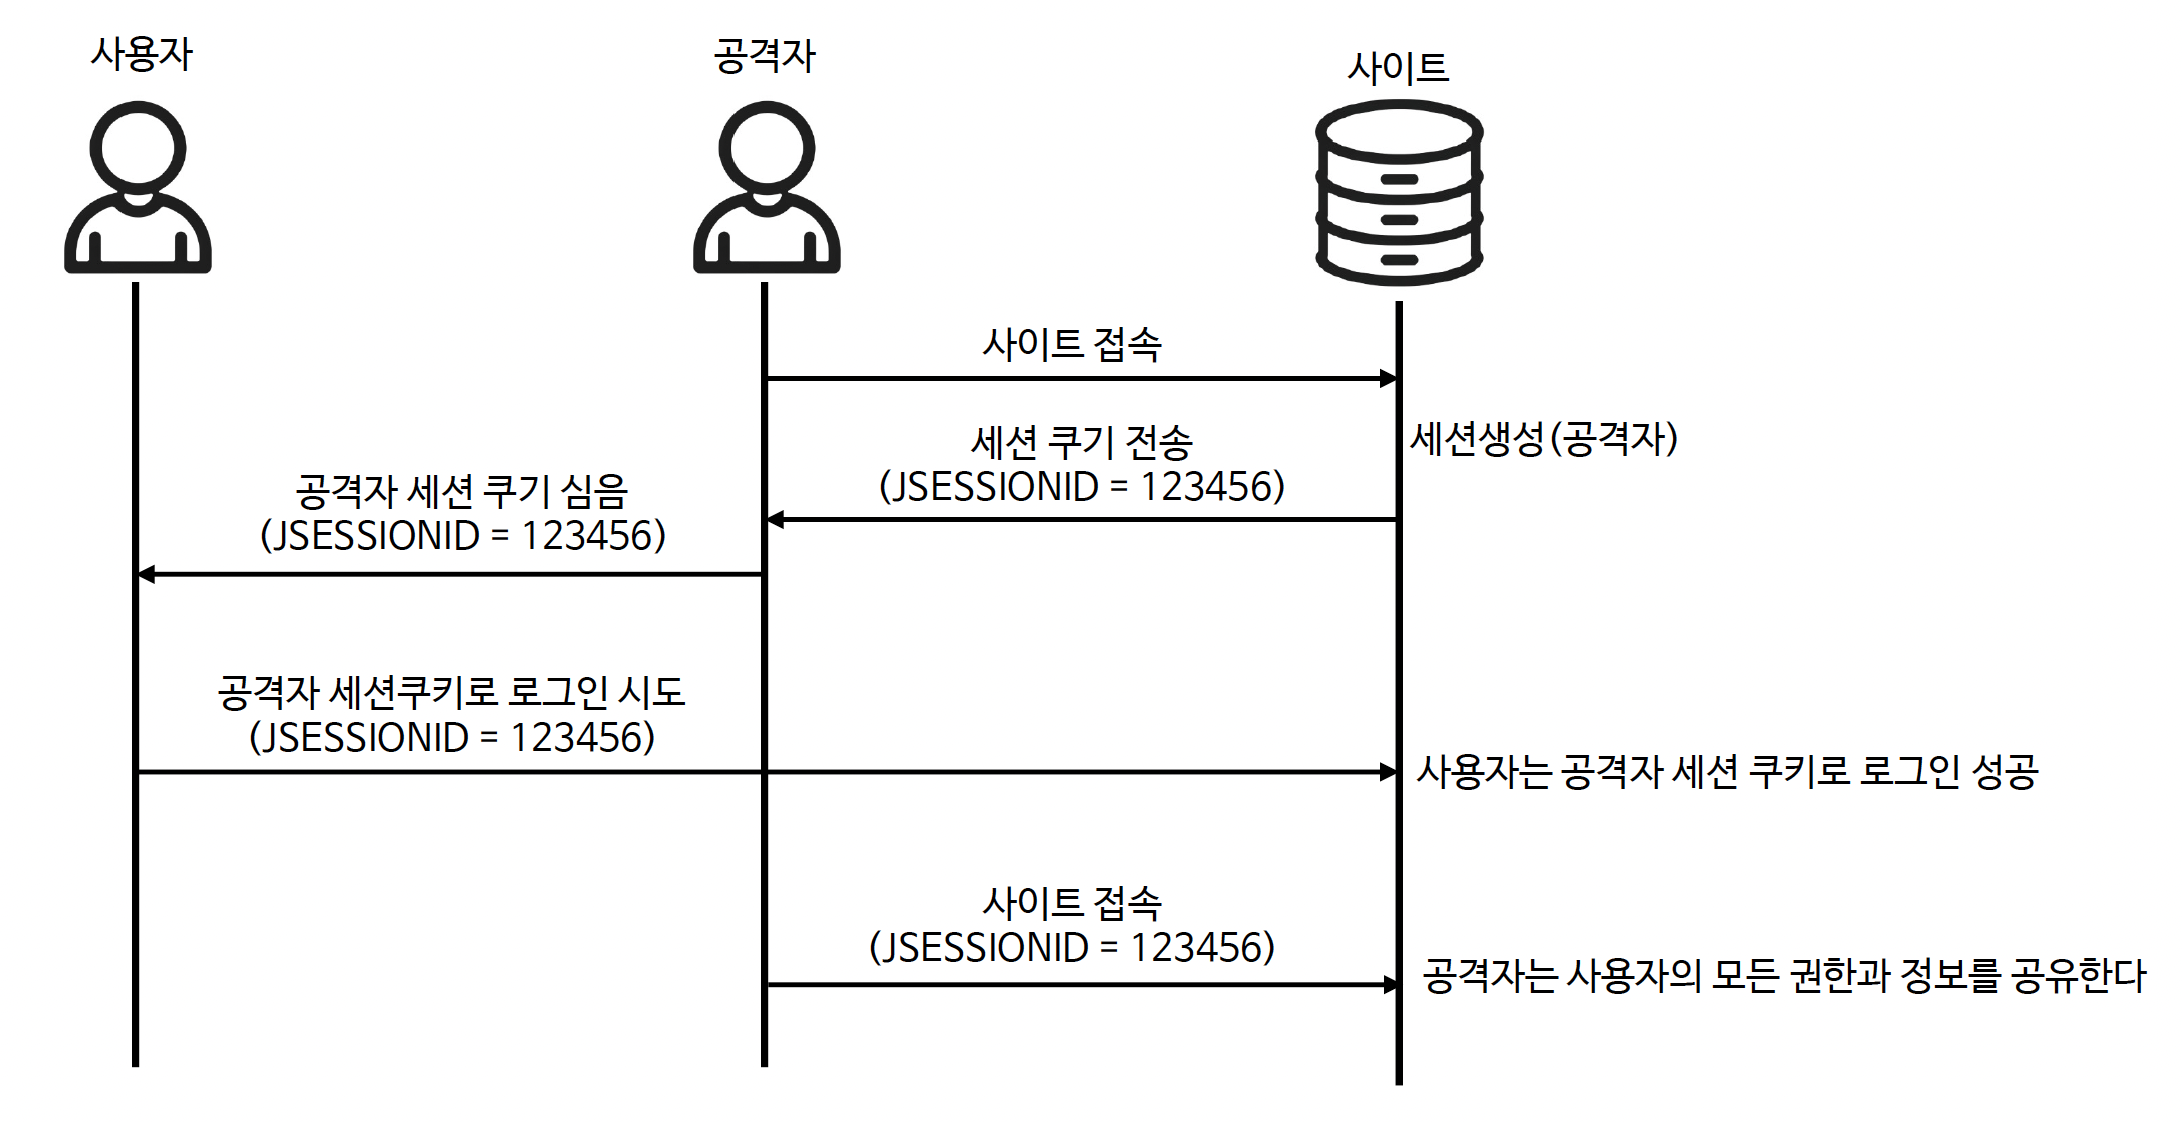 사용자
공격자
사이트
사이트 접속
세션 쿠기 전송
(JSESSIONID = 123456)
세션생성(공격자)
공격자 세션 쿠기 심음
(JSESSIONID = 123456)
공격자 세션쿠키로 로그인 시도
(JSESSIONID = 123456)
사용자는 공격자 세션 쿠키로 로그인 성공
사이트 접속
(JSESSIONID = 123456)
공격자는 사용자의 모든 권한과 정보를 공유한다